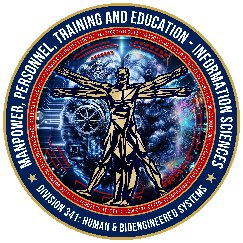 MANPOWER, PERSONNEL, TRAINING AND EDUCATION - INFORMATION SCIENCES
DIVISION 341: HUMAN & BIOENGINEERED SYSTEMS